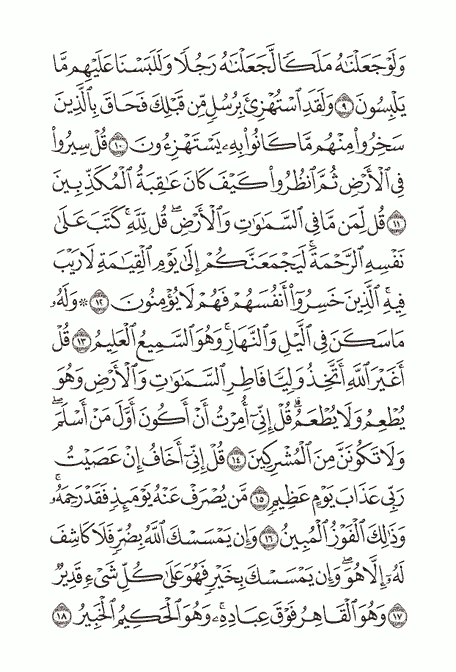 وَلَوْ جَعَلْنَٰهُ مَلَكًا لَّجَعَلْنَٰهُ رَجُلًا وَلَلَبَسْنَا عَلَيْهِم مَّا
يَلْبِسُونَ ٩ وَلَقَدِ ٱسْتُهْزِئَ بِرُسُلٍ مِّن قَبْلِكَ فَحَاقَ بِٱلَّذِينَ
سَخِرُوا۟ مِنْهُم مَّا كَانُوا۟ بِهِۦ يَسْتَهْزِءُونَ ١٠ قُلْ سِيرُوا۟
فِى ٱلْأَرْضِ ثُمَّ ٱنظُرُوا۟ كَيْفَ كَانَ عَٰقِبَةُ ٱلْمُكَذِّبِينَ
١١ قُل لِّمَن مَّا فِى ٱلسَّمَٰوَٰتِ وَٱلْأَرْضِ ۖ قُل لِّلَّهِ ۚ كَتَبَ عَلَىٰ
نَفْسِهِ ٱلرَّحْمَةَ ۚ لَيَجْمَعَنَّكُمْ إِلَىٰ يَوْمِ ٱلْقِيَٰمَةِ لَا رَيْبَ
فِيهِ ۚ ٱلَّذِينَ خَسِرُوٓا۟ أَنفُسَهُمْ فَهُمْ لَا يُؤْمِنُونَ ١٢ ۞ وَلَهُۥ
مَا سَكَنَ فِى ٱلَّيْلِ وَٱلنَّهَارِ ۚ وَهُوَ ٱلسَّمِيعُ ٱلْعَلِيمُ ١٣ قُلْ
أَغَيْرَ ٱللَّهِ أَتَّخِذُ وَلِيًّا فَاطِرِ ٱلسَّمَٰوَٰتِ وَٱلْأَرْضِ وَهُوَ
يُطْعِمُ وَلَا يُطْعَمُ ۗ قُلْ إِنِّىٓ أُمِرْتُ أَنْ أَكُونَ أَوَّلَ مَنْ أَسْلَمَ ۖ
وَلَا تَكُونَنَّ مِنَ ٱلْمُشْرِكِينَ ١٤ قُلْ إِنِّىٓ أَخَافُ إِنْ عَصَيْتُ
رَبِّى عَذَابَ يَوْمٍ عَظِيمٍ ١٥ مَّن يُصْرَفْ عَنْهُ يَوْمَئِذٍ فَقَدْ رَحِمَهُۥ ۚ
وَذَٰلِكَ ٱلْفَوْزُ ٱلْمُبِينُ ١٦ وَإِن يَمْسَسْكَ ٱللَّهُ بِضُرٍّ فَلَا كَاشِفَ
لَهُۥٓ إِلَّا هُوَ ۖ وَإِن يَمْسَسْكَ بِخَيْرٍ فَهُوَ عَلَىٰ كُلِّ شَىْءٍ قَدِيرٌ
١٧ وَهُوَ ٱلْقَاهِرُ فَوْقَ عِبَادِهِۦ ۚ وَهُوَ ٱلْحَكِيمُ ٱلْخَبِيرُ ١٨